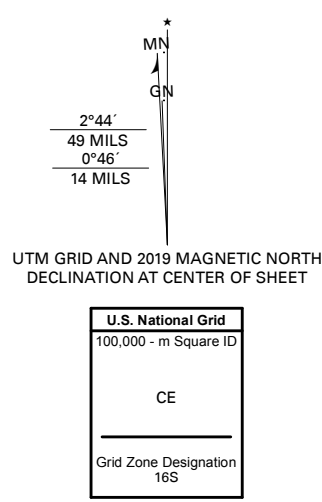 MN
GN
2°44´
49 MILS
0°46´
14 MILS
UTM GRID AND 2019 MAGNETIC NORTH
DECLINATION AT CENTER OF SHEET
U.S. National Grid
100,000 - m Square ID
CE
Grid Zone Designation
16S